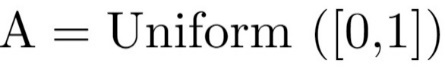 A = Uniform ([0,1])